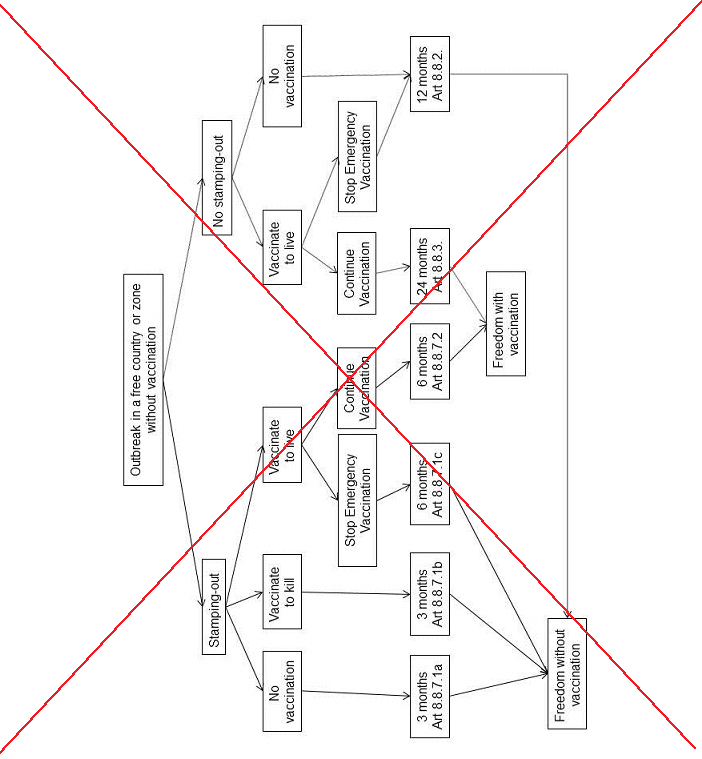 Outbreak in a free country or zone
without vaccination
Stamping-out
No stamping-out
No
vaccination
Vaccinate
to kill
Vaccinate
to live
Vaccinate
to live
No
vaccination
Stop Emergency
Vaccination
Continue
Vaccination
Continue
Vaccination
Stop Emergency
Vaccination
3 months
Art 8.8.7.1a
3 months
Art 8.8.7.1b
6 months
Art 8.8.7.1c
6 months
Art 8.8.7.2
24 months
Art 8.8.3.
12 months
Art 8.8.2.
Freedom with
vaccination
Freedom without
vaccination